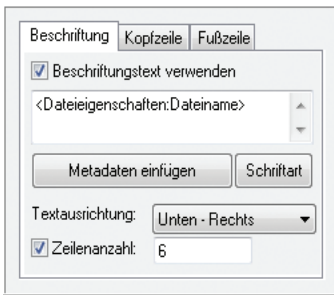 Beschriftung Kopfzeile Fußzeile
Beschriftungstext verwenden
<Dateieigenschaften:Dateiname>
Metadaten einfügen Schriftart
Textausrichtung: Unten - Rechts
Zeilenanzahl: 6